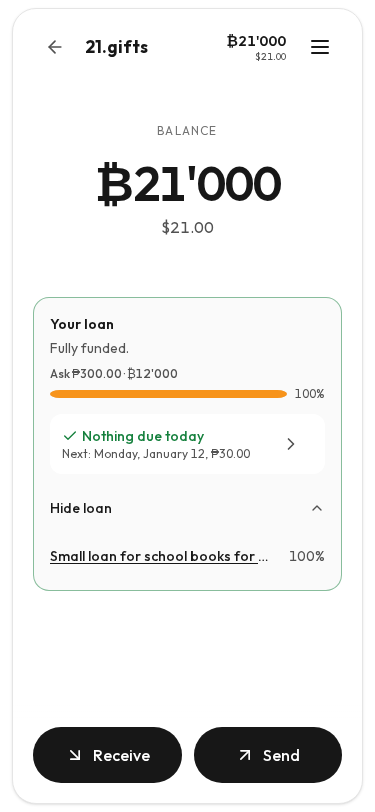 21.gifts
₿21'000
$21.00
BALANCE
₿21'000
$21.00
Your loan
Fully funded.
Ask ₱300.00 · ₿12'000
100%
Nothing due today
Next: Monday, January 12, ₱30.00
Hide loan
Small loan for school books for ... 100%
Receive
Send